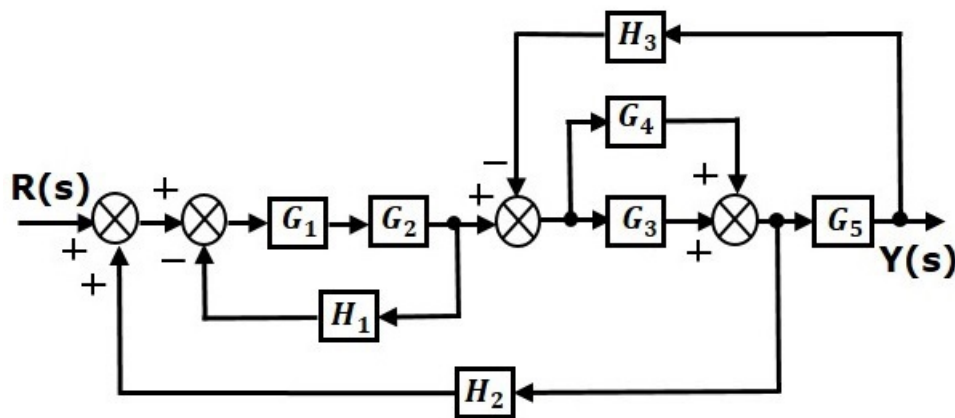 H₃
G₄
−
R(s)
+
+
+
+
G₁
G₂
G₃
G₅
+
+
−
+
Y(s)
H₁
H₂